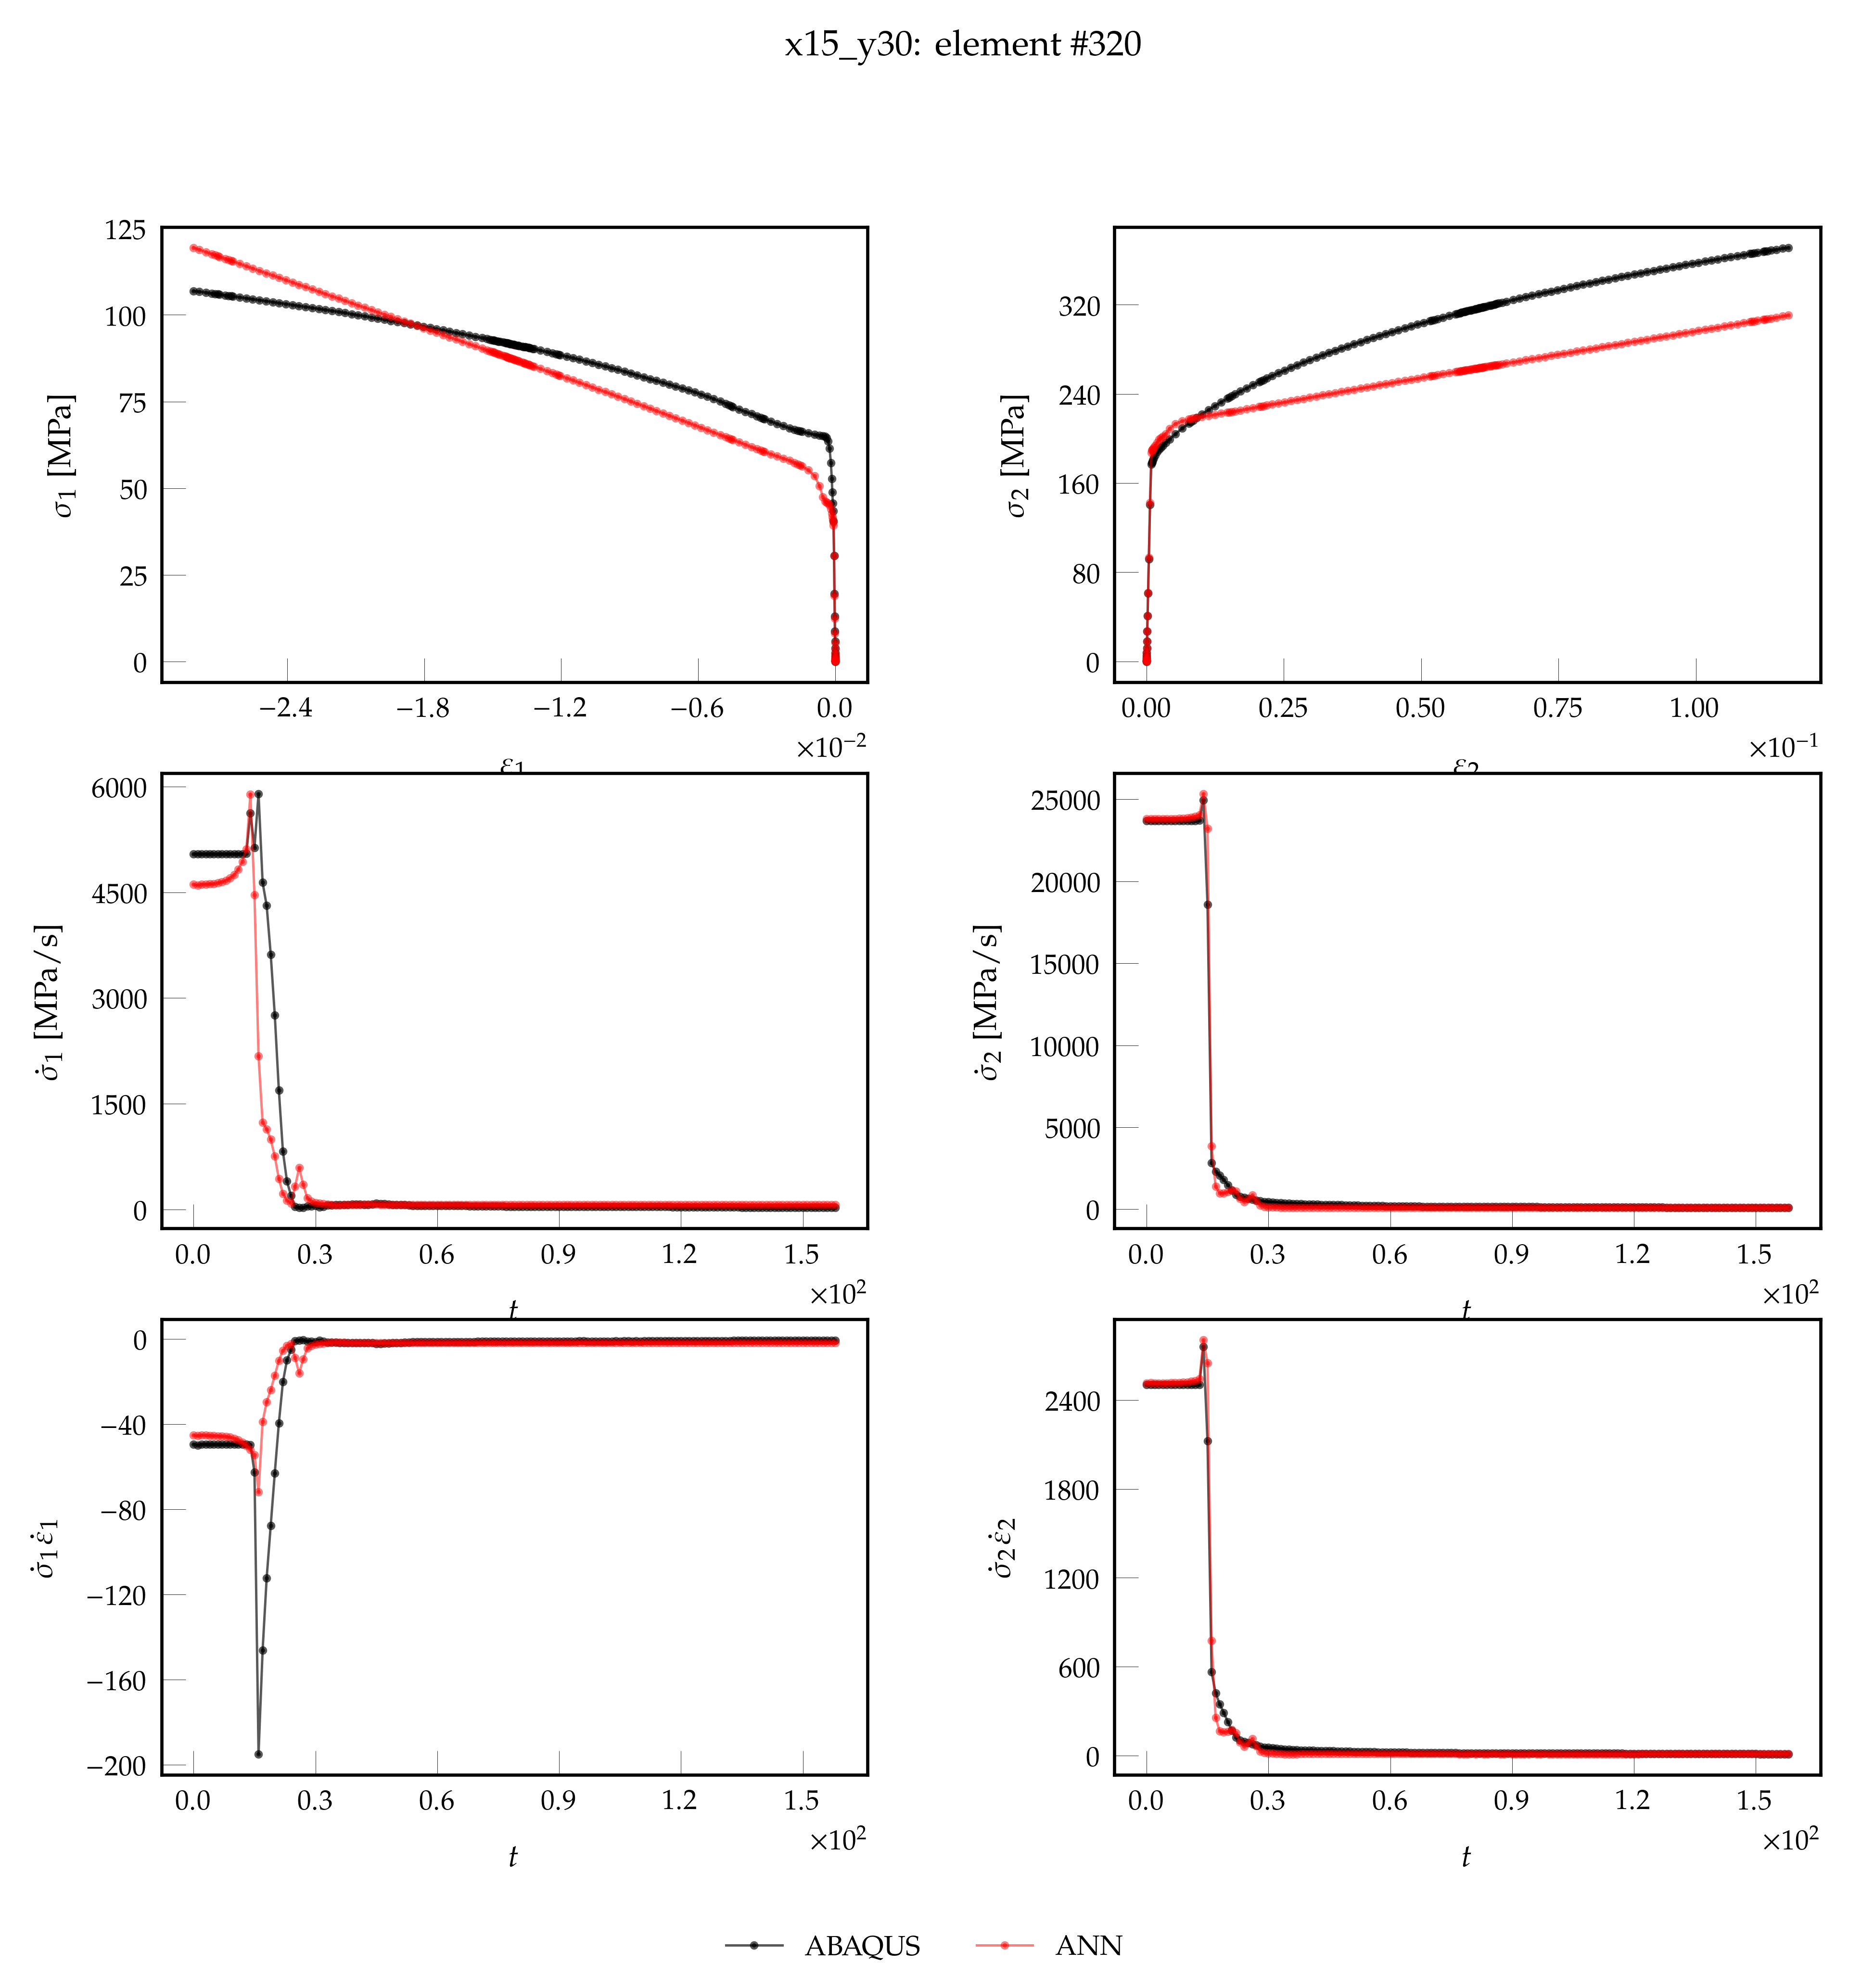 x15_y30: element #320
125
100
75
50
25
0
σ1 [MPa]
−2.4 −1.8 −1.2 −0.6 0.0
×10−2
ε1
320
240
160
80
0
σ2 [MPa]
0.00 0.25 0.50 0.75 1.00
×10−1
ε2
6000
4500
3000
1500
0
σ̇1 [MPa/s]
0.0 0.3 0.6 0.9 1.2 1.5
×102
t
25000
20000
15000
10000
5000
0
σ̇2 [MPa/s]
0.0 0.3 0.6 0.9 1.2 1.5
×102
t
0
−40
−80
−120
−160
−200
σ̇1ε̇1
0.0 0.3 0.6 0.9 1.2 1.5
×102
t
2400
1800
1200
600
0
σ̇2ε̇2
0.0 0.3 0.6 0.9 1.2 1.5
×102
t
ABAQUS ANN